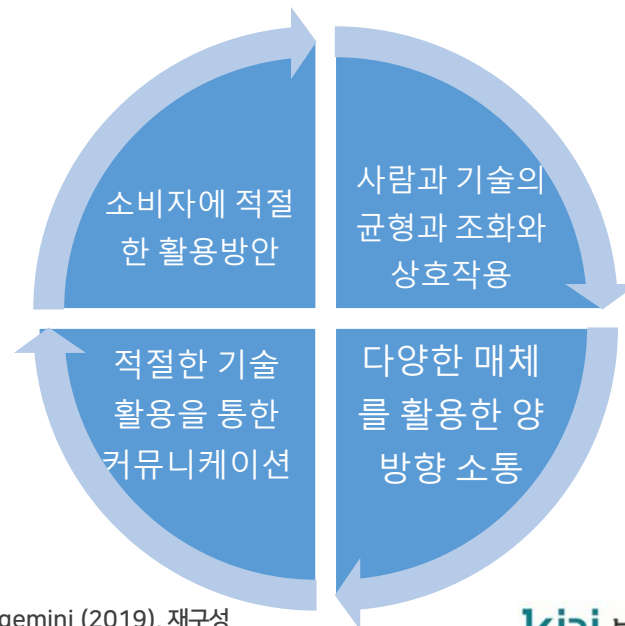 소비자에 적절
한 활용방안
사람과 기술의
균형과 조화와
상호작용
적절한 기술
활용을 통한
커뮤니케이션
다양한 매체
를 활용한 양
방향 소통
gemini (2019). 재구성
kiai